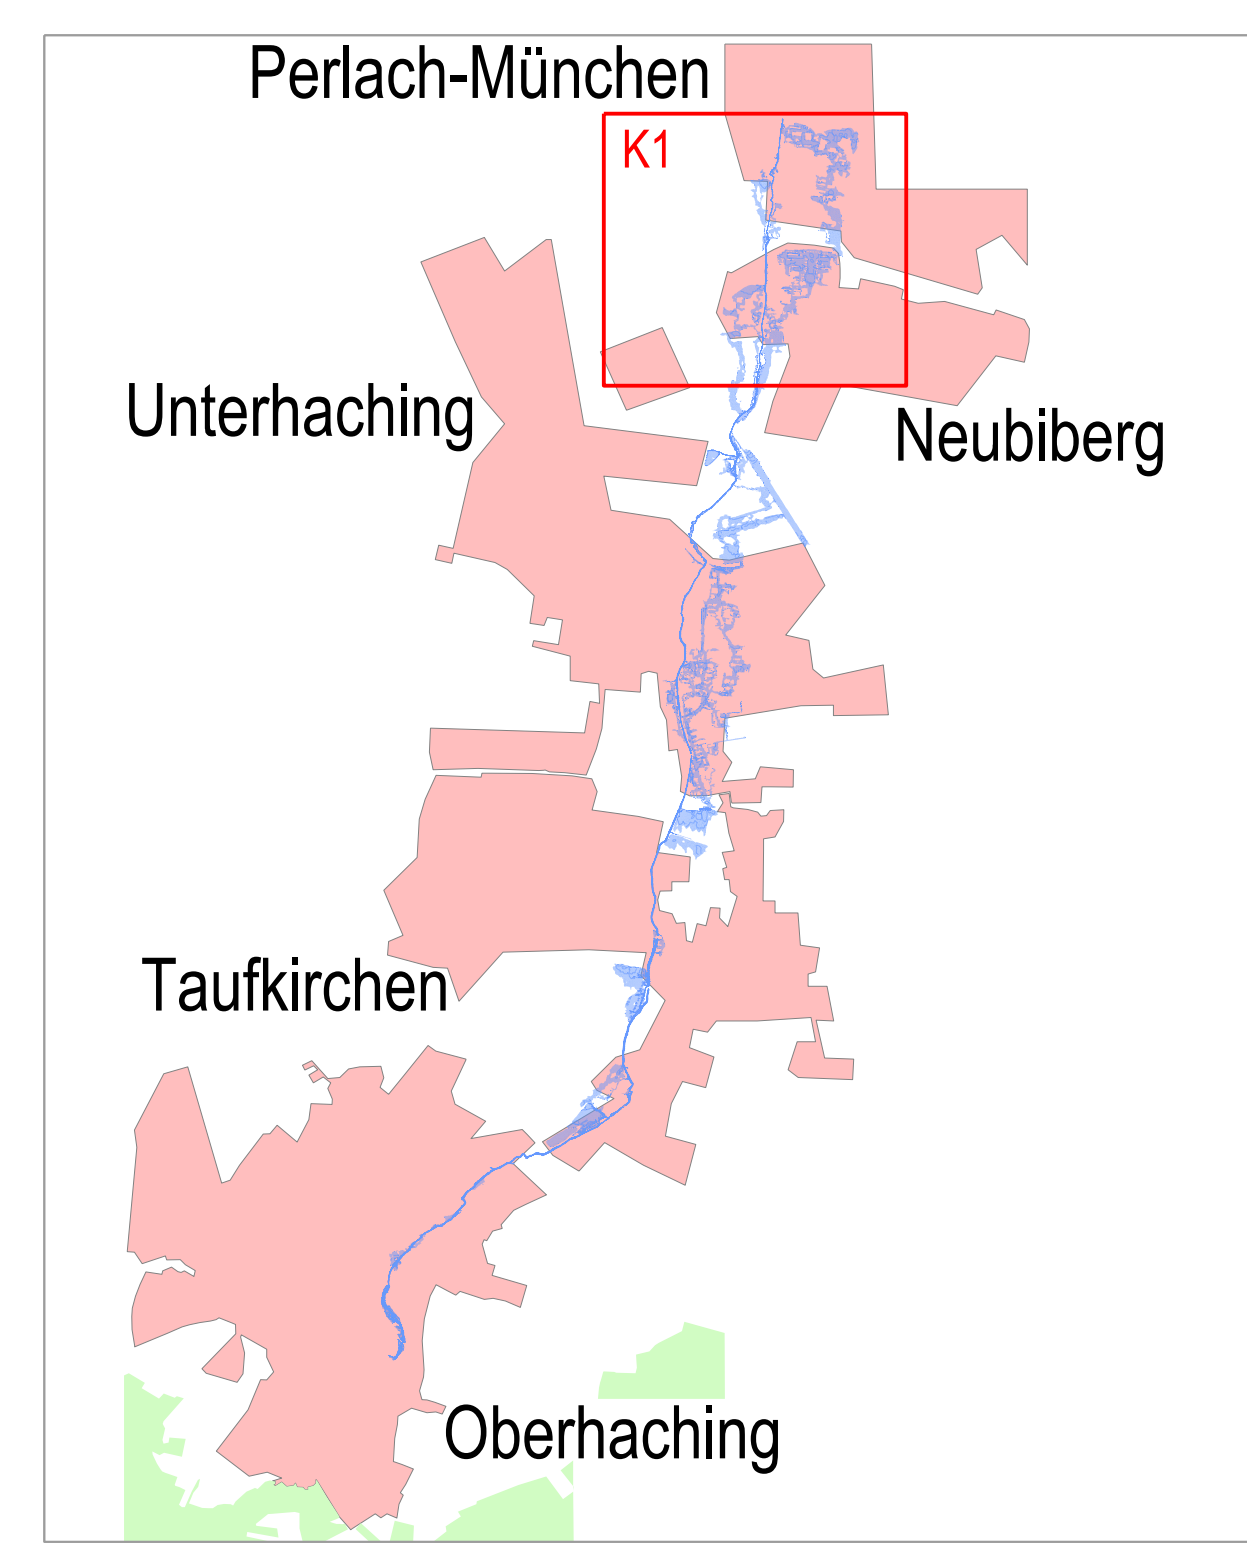 Perlach-München
K1
Unterhaching
Neubiberg
Taufkirchen
Oberhaching